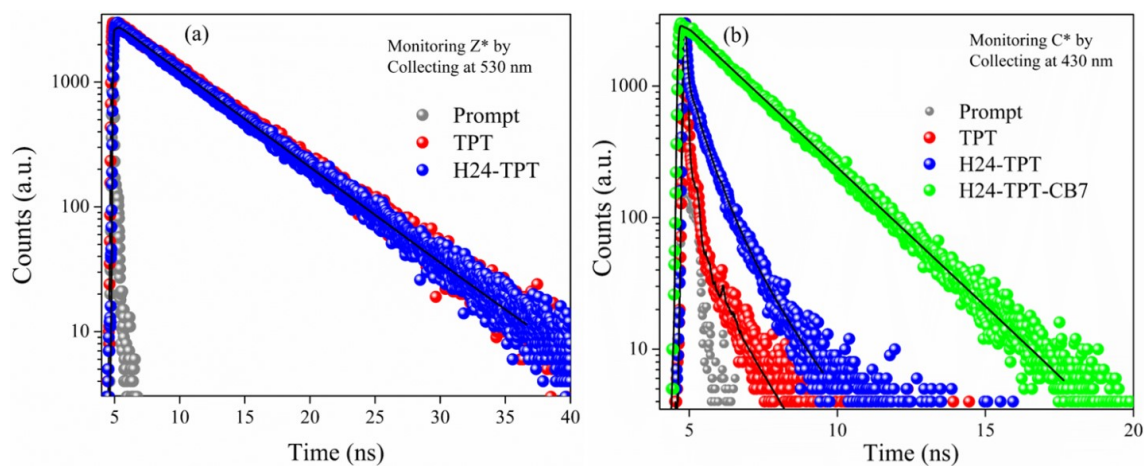 (a)
Monitoring Z* by
Collecting at 530 nm
Prompt
TPT
H24-TPT
1000
100
10
Counts (a.u.)
5 10 15 20 25 30 35 40
Time (ns)
(b)
Monitoring C* by
Collecting at 430 nm
Prompt
TPT
H24-TPT
H24-TPT-CB7
1000
100
10
Counts (a.u.)
5 10 15 20
Time (ns)